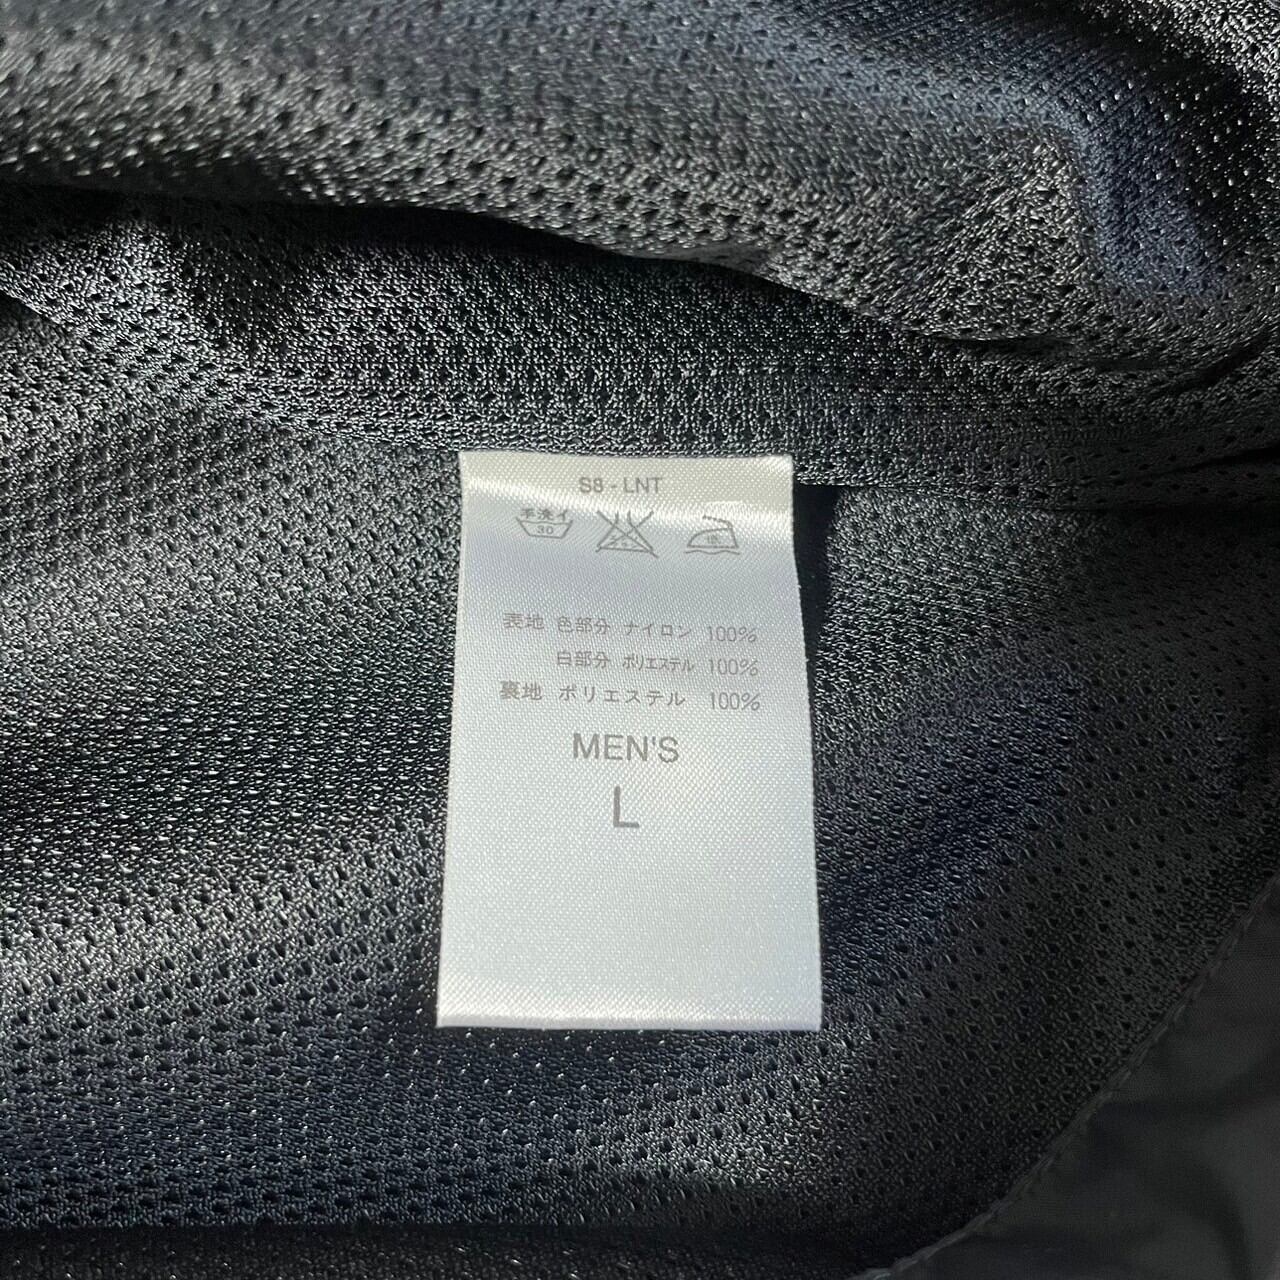 S8 - LNT
手洗イ
30
低
表地 色部分 ナイロン 100%
白部分 ポリエステル 100%
裏地 ポリエステル 100%
MEN'S
L